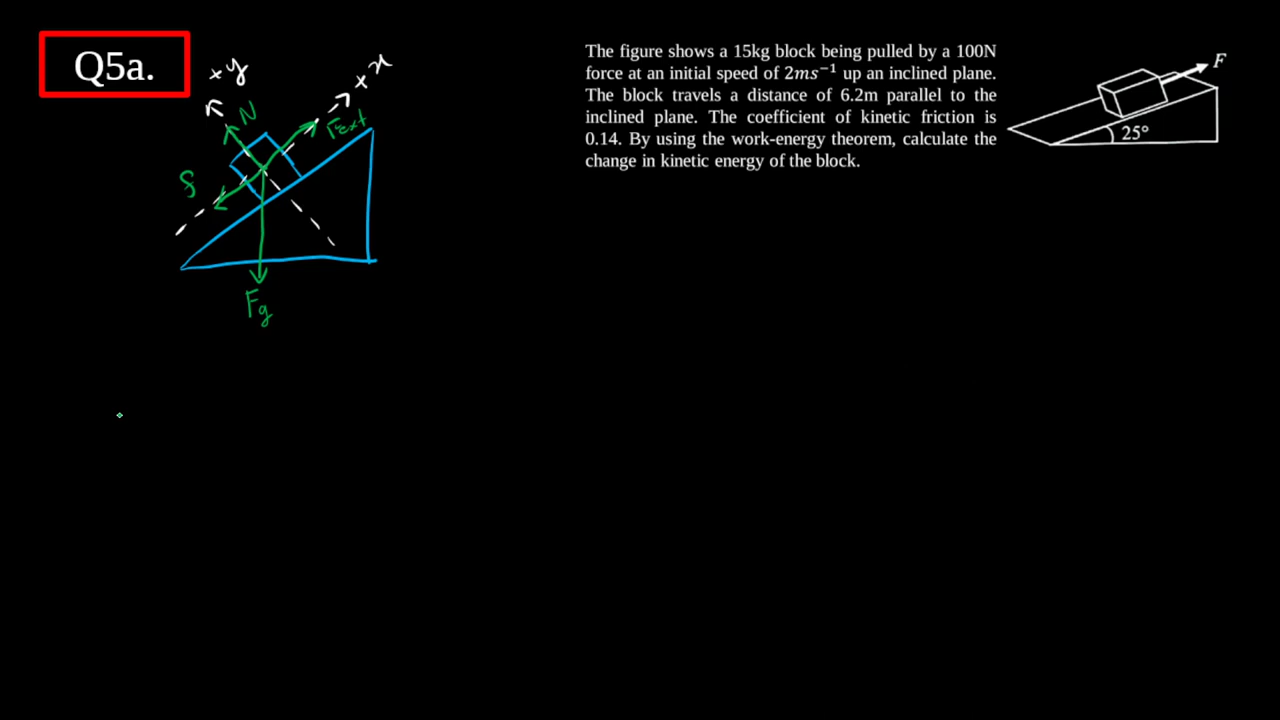 Q5a.
+y
+x
N
FExt
f
Fg
The figure shows a 15kg block being pulled by a 100N
force at an initial speed of 2ms⁻¹ up an inclined plane.
The block travels a distance of 6.2m parallel to the
inclined plane. The coefficient of kinetic friction is
0.14. By using the work-energy theorem, calculate the
change in kinetic energy of the block.
F
25°